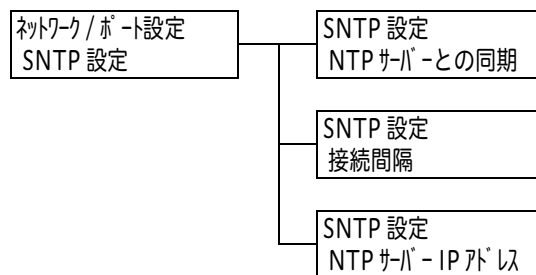 ﾈｯﾄﾜｰｸ / ﾎﾟｰﾄ設定
SNTP 設定
SNTP 設定
NTP ｻｰﾊﾞｰとの同期
SNTP 設定
接続間隔
SNTP 設定
NTP ｻｰﾊﾞｰ IP ｱﾄﾞﾚｽ